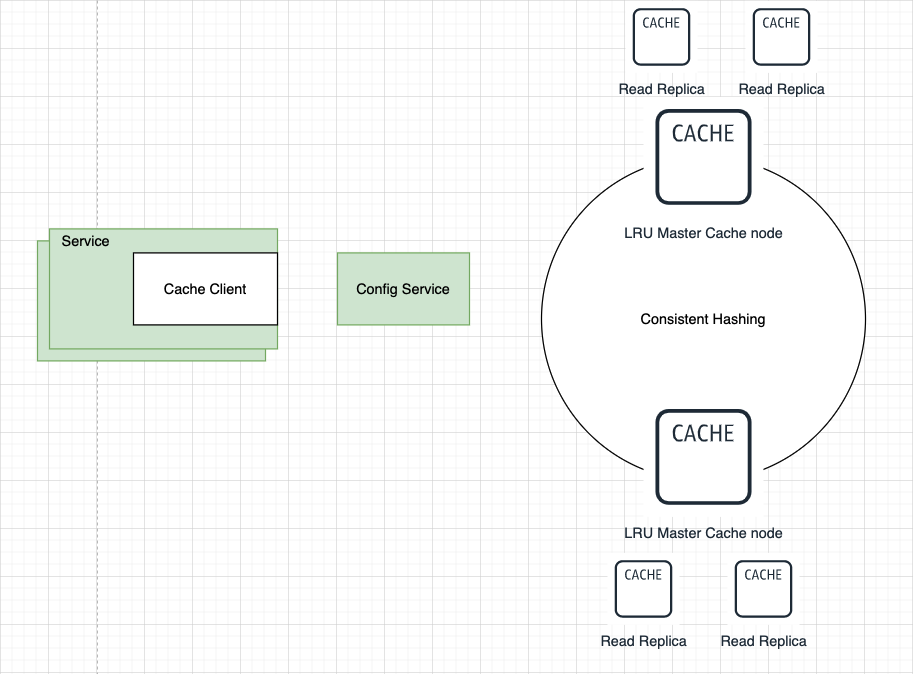 CACHE
CACHE
Read Replica
Read Replica
CACHE
LRU Master Cache node
Service
Cache Client
Config Service
Consistent Hashing
CACHE
LRU Master Cache node
CACHE
CACHE
Read Replica
Read Replica